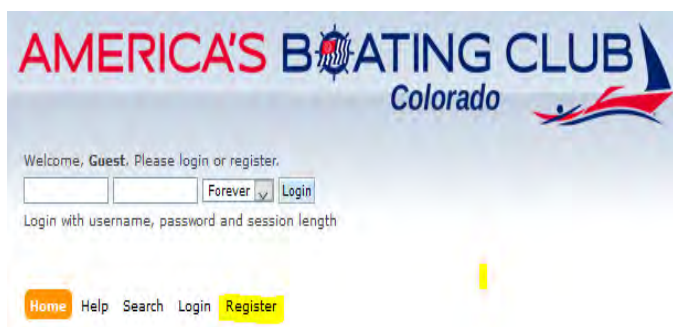 AMERICA'S BOATING CLUB
Colorado
Welcome, Guest. Please login or register.
Forever Login
Login with username, password and session length
Home Help Search Login Register